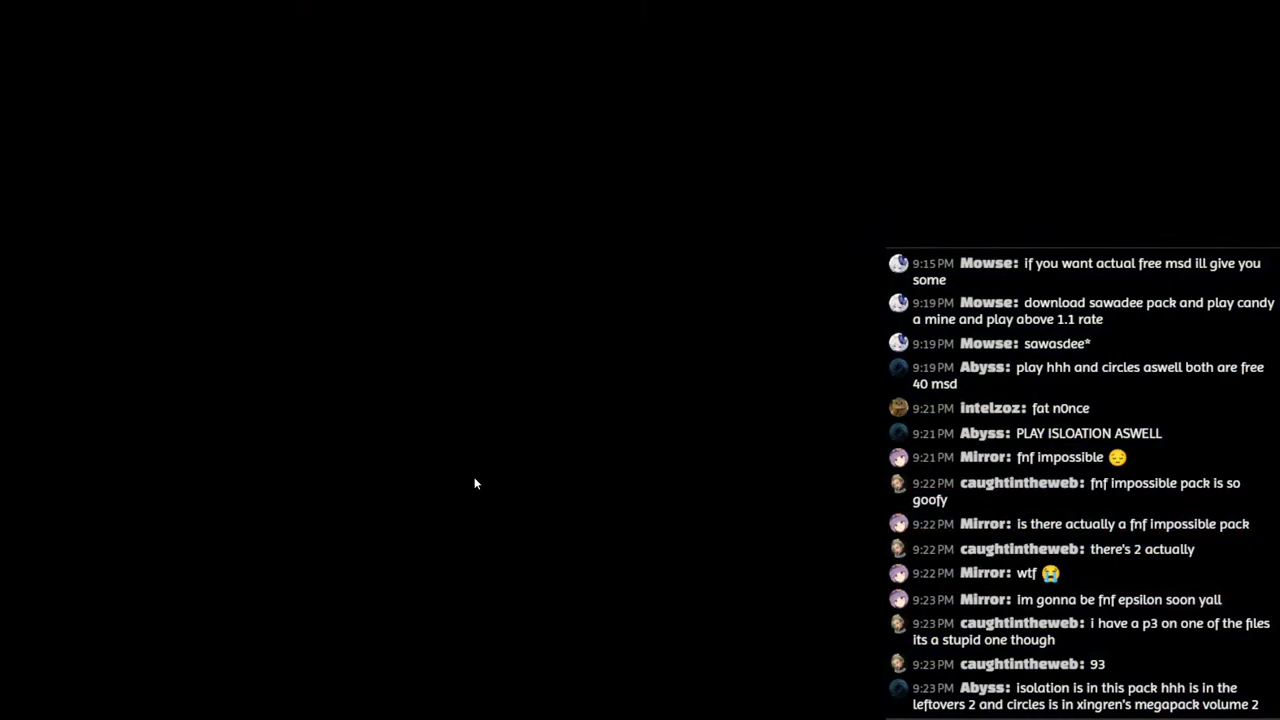 9:15 PM Mowse: if you want actual free msd ill give you
some
9:19 PM Mowse: download sawadee pack and play candy
a mine and play above 1.1 rate
9:19 PM Mowse: sawasdee*
9:19 PM Abyss: play hhh and circles aswell both are free
40 msd
9:21 PM intelzoz: fat n0nce
9:21 PM Abyss: PLAY ISLOATION ASWELL
9:21 PM Mirror: fnf impossible 😔
9:22 PM caughtintheweb: fnf impossible pack is so
goofy
9:22 PM Mirror: is there actually a fnf impossible pack
9:22 PM caughtintheweb: there's 2 actually
9:22 PM Mirror: wtf 😭
9:23 PM Mirror: im gonna be fnf epsilon soon yall
9:23 PM caughtintheweb: i have a p3 on one of the files
its a stupid one though
9:23 PM caughtintheweb: 93
9:23 PM Abyss: isolation is in this pack hhh is in the
leftovers 2 and circles is in xingren's megapack volume 2